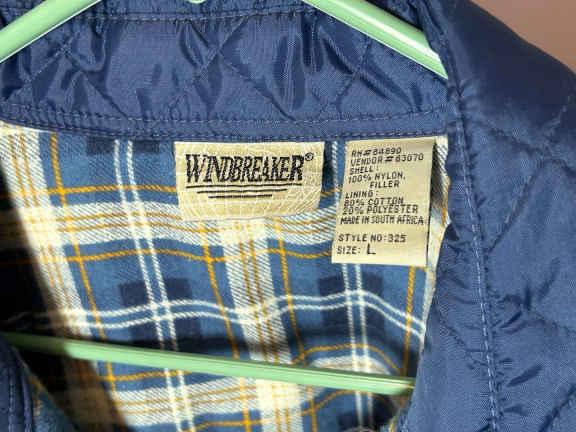 WINDBREAKER®
RN#84890
VENDOR#63070
SHELL:
100% NYLON,
FILLER
LINING:
80% COTTON
20% POLYESTER
MADE IN SOUTH AFRICA
STYLE NO:325
SIZE: L